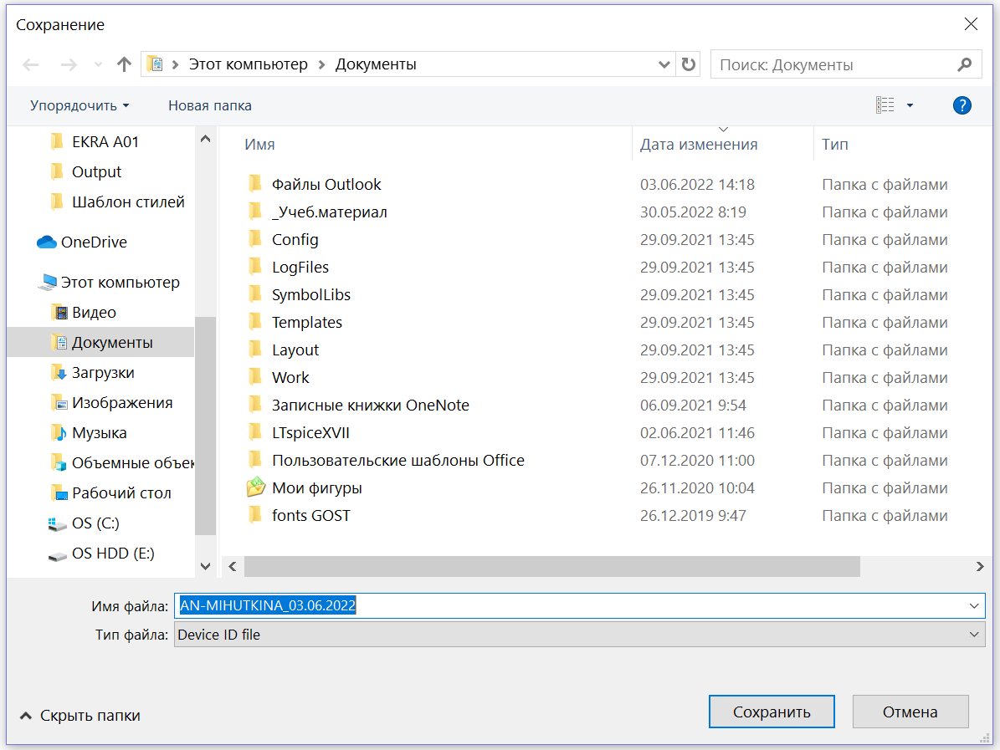 Сохранение
Этот компьютер > Документы
Поиск: Документы
Упорядочить
Новая папка
?
EKRA A01
Output
Шаблон стилей
OneDrive
Этот компьютер
Видео
Документы
Загрузки
Изображения
Музыка
Объемные объек
Рабочий стол
OS (C:)
OS HDD (E:)
Имя Дата изменения Тип
Файлы Outlook 03.06.2022 14:18 Папка с файлами
_Учеб.материал 30.05.2022 8:19 Папка с файлами
Config 29.09.2021 13:45 Папка с файлами
LogFiles 29.09.2021 13:45 Папка с файлами
SymbolLibs 29.09.2021 13:45 Папка с файлами
Templates 29.09.2021 13:45 Папка с файлами
Layout 29.09.2021 13:45 Папка с файлами
Work 29.09.2021 13:45 Папка с файлами
Записные книжки OneNote 06.09.2021 9:54 Папка с файлами
LTspiceXVII 02.06.2021 11:46 Папка с файлами
Пользовательские шаблоны Office 07.12.2020 11:00 Папка с файлами
Мои фигуры 26.11.2020 10:04 Папка с файлами
fonts GOST 26.12.2019 9:47 Папка с файлами
Имя файла: AN-MIHUTKINA_03.06.2022
Тип файла: Device ID file
Скрыть папки
Сохранить
Отмена